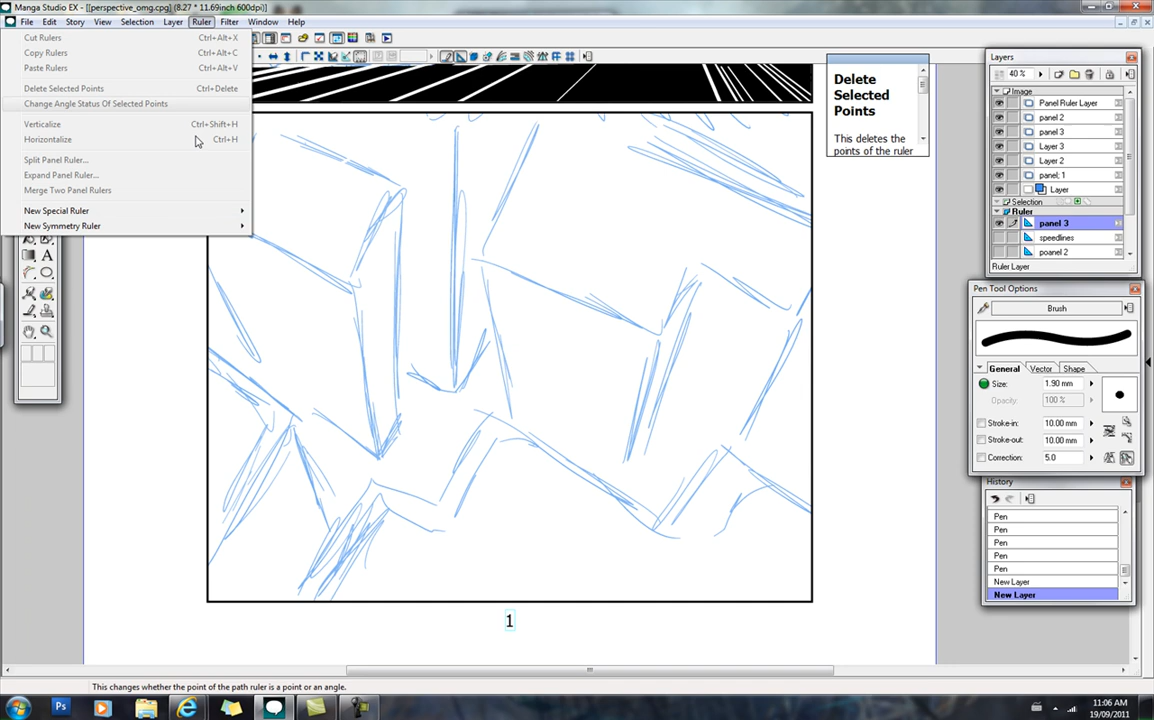 Manga Studio EX - [[perspective_omg.cpg] (8.27 * 11.69inch 600dpi)]
File Edit Story View Selection Layer Ruler Filter Window Help
Cut Rulers Ctrl+Alt+X
Copy Rulers Ctrl+Alt+C
Paste Rulers Ctrl+Alt+V
Delete Selected Points Ctrl+Delete
Change Angle Status Of Selected Points
Verticalize Ctrl+Shift+H
Horizontalize Ctrl+H
Split Panel Ruler...
Expand Panel Ruler...
Merge Two Panel Rulers
New Special Ruler
New Symmetry Ruler
Delete
Selected
Points
This deletes the
points of the ruler
Layers
40 %
Image
Panel Ruler Layer
panel 2
panel 3
Layer 3
Layer 2
panel; 1
Layer
Selection
Ruler
panel 3
speedlines
poanel 2
Ruler Layer
Pen Tool Options
Brush
General Vector Shape
Size: 1.90 mm
Opacity: 100 %
Stroke-in: 10.00 mm
Stroke-out: 10.00 mm
Correction: 5.0
History
Pen
Pen
Pen
Pen
Pen
New Layer
New Layer
1
This changes whether the point of the path ruler is a point or an angle.
11:06 AM
19/09/2011